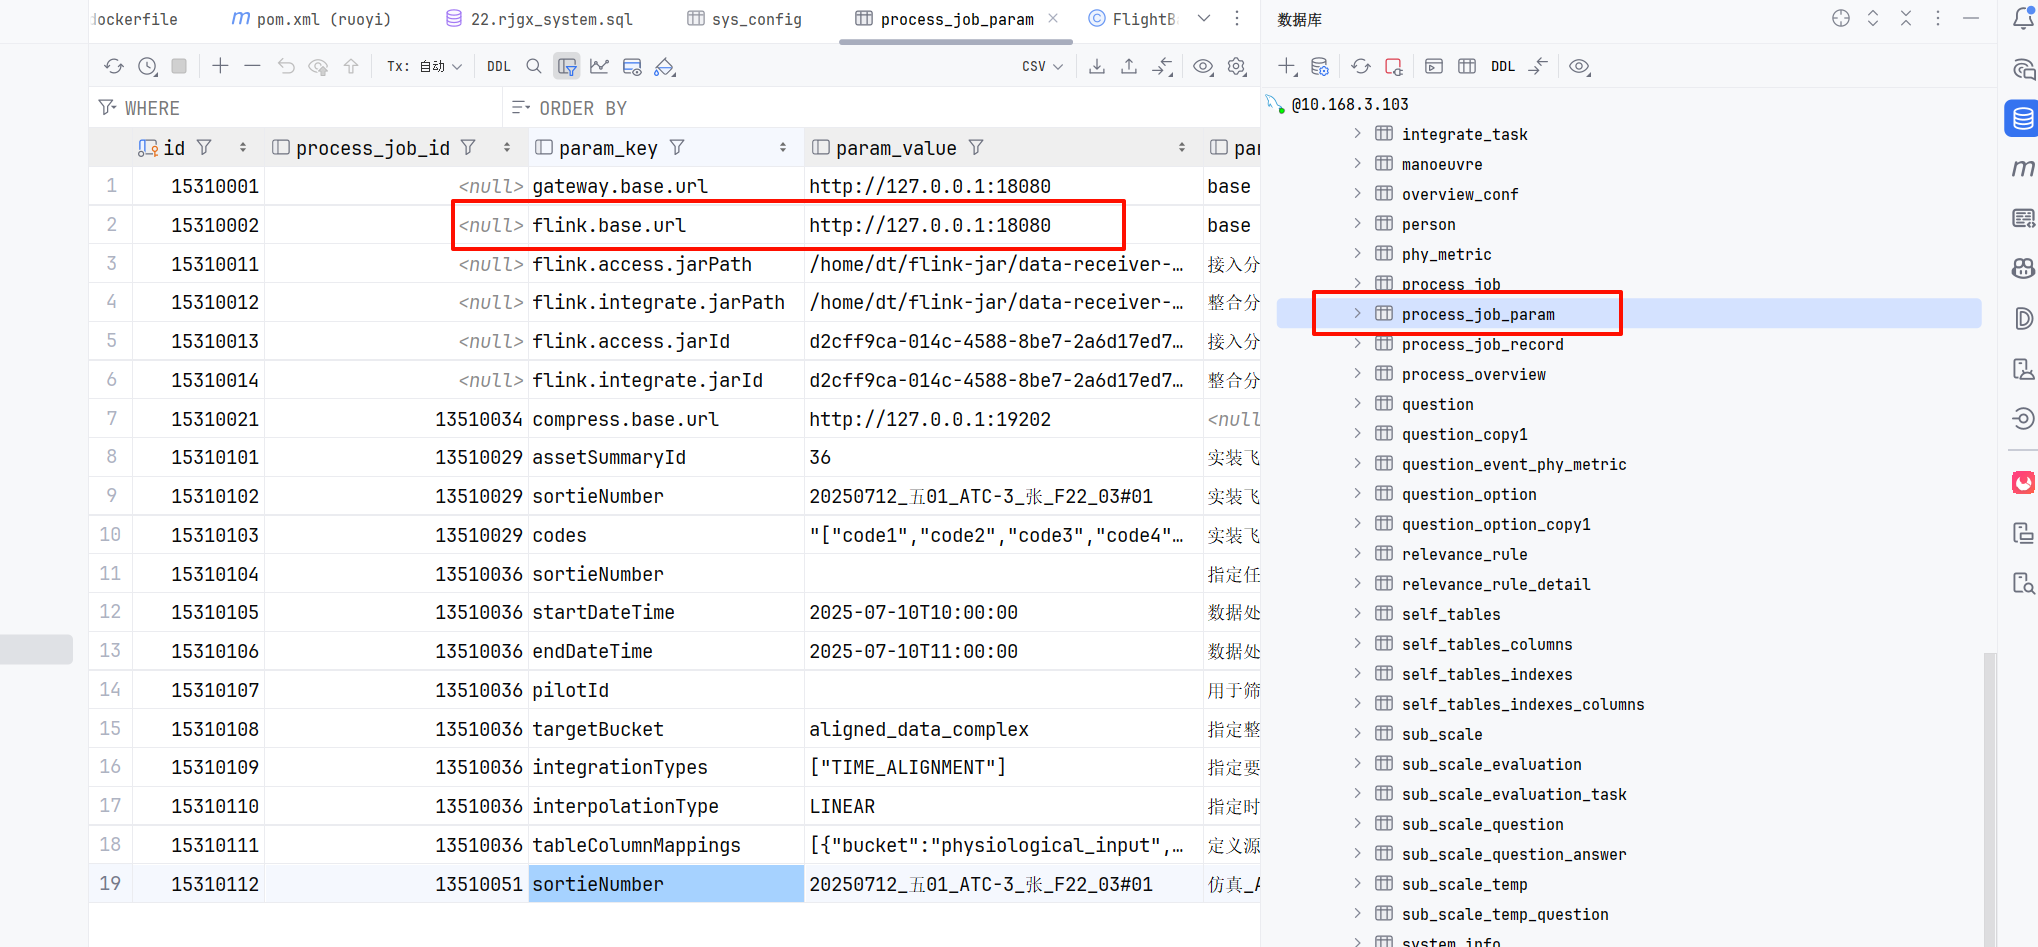 dockerfile
pom.xml (ruoyi)
22.rjgx_system.sql
sys_config
process_job_param
FlightB
数据库
Tx: 自动
DDL
CSV
DDL
WHERE
ORDER BY
@10.168.3.103
id
process_job_id
param_key
param_value
par
1 15310001 <null> gateway.base.url http://127.0.0.1:18080 base
2 15310002 <null> flink.base.url http://127.0.0.1:18080 base
3 15310011 <null> flink.access.jarPath /home/dt/flink-jar/data-receiver-… 接入分
4 15310012 <null> flink.integrate.jarPath /home/dt/flink-jar/data-receiver-… 整合分
5 15310013 <null> flink.access.jarId d2cff9ca-014c-4588-8be7-2a6d17ed7… 接入分
6 15310014 <null> flink.integrate.jarId d2cff9ca-014c-4588-8be7-2a6d17ed7… 整合分
7 15310021 13510034 compress.base.url http://127.0.0.1:19202 <null
8 15310101 13510029 assetSummaryId 36 实装飞
9 15310102 13510029 sortieNumber 20250712_五01_ATC-3_张_F22_03#01 实装飞
10 15310103 13510029 codes "["code1","code2","code3","code4"… 实装飞
11 15310104 13510036 sortieNumber 指定任
12 15310105 13510036 startDateTime 2025-07-10T10:00:00 数据处
13 15310106 13510036 endDateTime 2025-07-10T11:00:00 数据处
14 15310107 13510036 pilotId 用于筛
15 15310108 13510036 targetBucket aligned_data_complex 指定整
16 15310109 13510036 integrationTypes ["TIME_ALIGNMENT"] 指定要
17 15310110 13510036 interpolationType LINEAR 指定时
18 15310111 13510036 tableColumnMappings [{"bucket":"physiological_input",… 定义源
19 15310112 13510051 sortieNumber 20250712_五01_ATC-3_张_F22_03#01 仿真_A
integrate_task
manoeuvre
overview_conf
person
phy_metric
process_job
process_job_param
process_job_record
process_overview
question
question_copy1
question_event_phy_metric
question_option
question_option_copy1
relevance_rule
relevance_rule_detail
self_tables
self_tables_columns
self_tables_indexes
self_tables_indexes_columns
sub_scale
sub_scale_evaluation
sub_scale_evaluation_task
sub_scale_question
sub_scale_question_answer
sub_scale_temp
sub_scale_temp_question
system_info